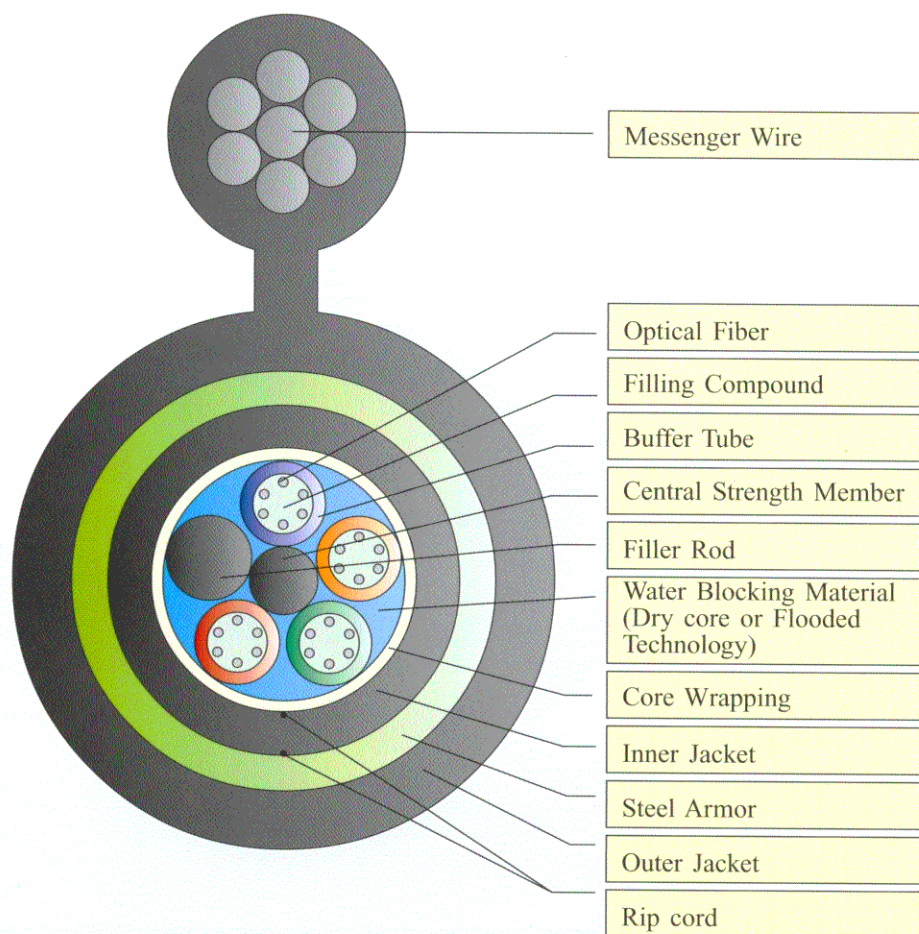 Messenger Wire
Optical Fiber
Filling Compound
Buffer Tube
Central Strength Member
Filler Rod
Water Blocking Material
(Dry core or Flooded
Technology)
Core Wrapping
Inner Jacket
Steel Armor
Outer Jacket
Rip cord